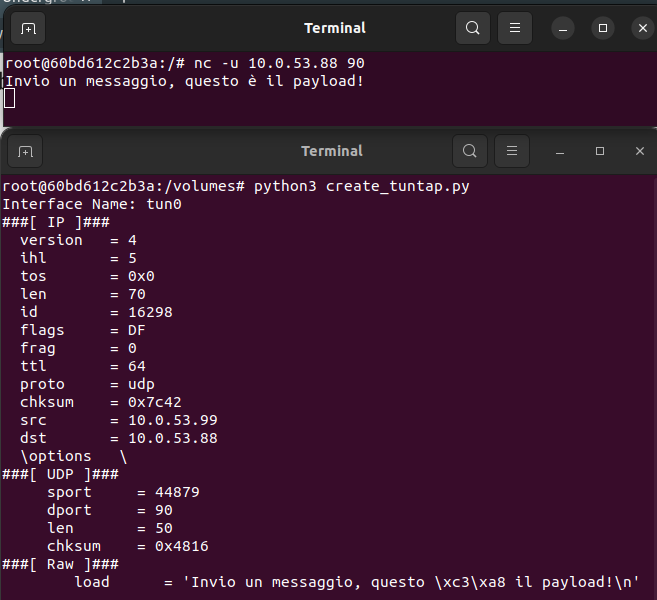 Terminal
root@60bd612c2b3a:/# nc -u 10.0.53.88 90
Invio un messaggio, questo è il payload!
Terminal
root@60bd612c2b3a:/volumes# python3 create_tuntap.py
Interface Name: tun0
###[ IP ]###
  version   = 4
  ihl       = 5
  tos       = 0x0
  len       = 70
  id        = 16298
  flags     = DF
  frag      = 0
  ttl       = 64
  proto     = udp
  chksum    = 0x7c42
  src       = 10.0.53.99
  dst       = 10.0.53.88
  \options   \
###[ UDP ]###
     sport     = 44879
     dport     = 90
     len       = 50
     chksum    = 0x4816
###[ Raw ]###
        load      = 'Invio un messaggio, questo \xc3\xa8 il payload!\n'